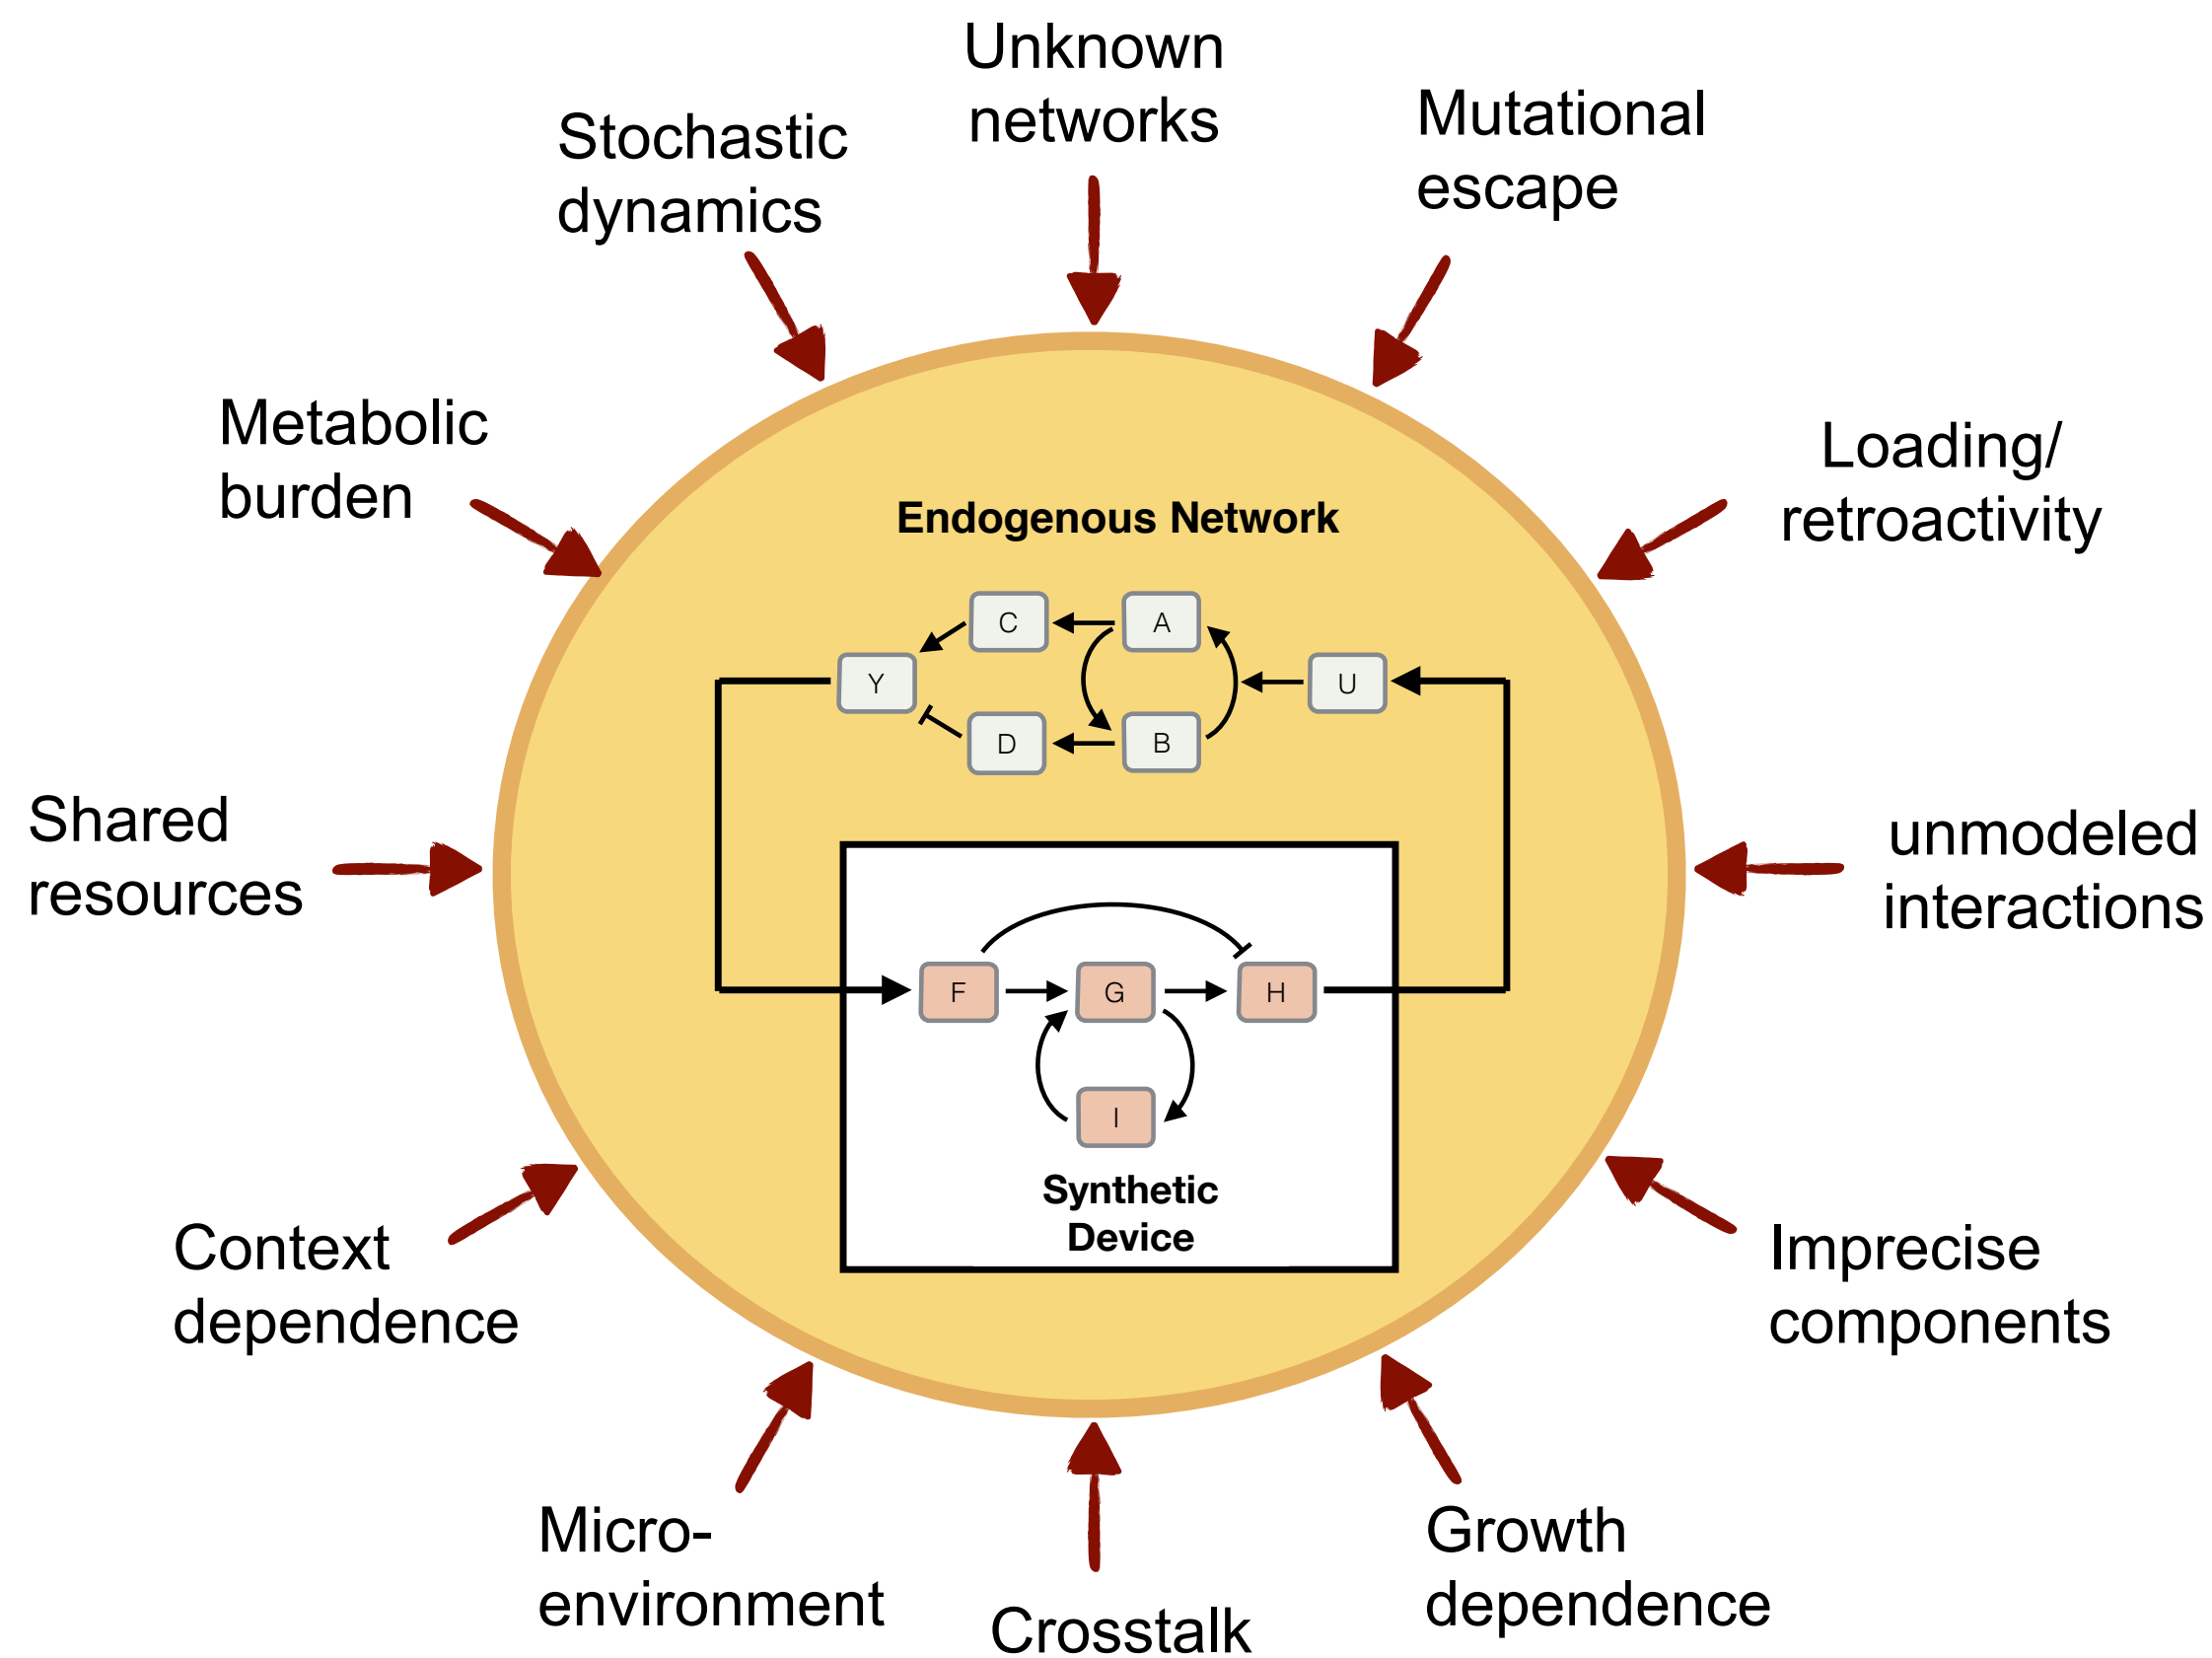 Unknown
networks
Stochastic
dynamics
Mutational
escape
Metabolic
burden
Loading/
retroactivity
Endogenous Network
C
A
Y
U
D
B
Shared
resources
unmodeled
interactions
F
G
H
I
Synthetic
Device
Context
dependence
Imprecise
components
Micro-
environment
Growth
dependence
Crosstalk